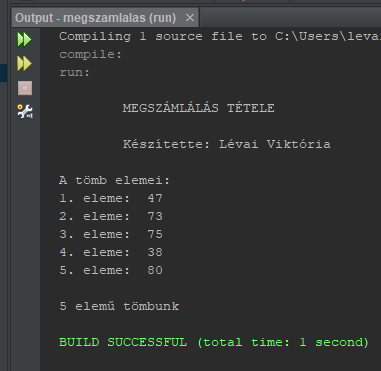 Output - megszamlalas (run) ×
Compiling 1 source file to C:\Users\leva
compile:
run:
MEGSZÁMLÁLÁS TÉTELE
Készítette: Lévai Viktória
A tömb elemei:
1. eleme: 47
2. eleme: 73
3. eleme: 75
4. eleme: 38
5. eleme: 80
5 elemű tömbunk
BUILD SUCCESSFUL (total time: 1 second)